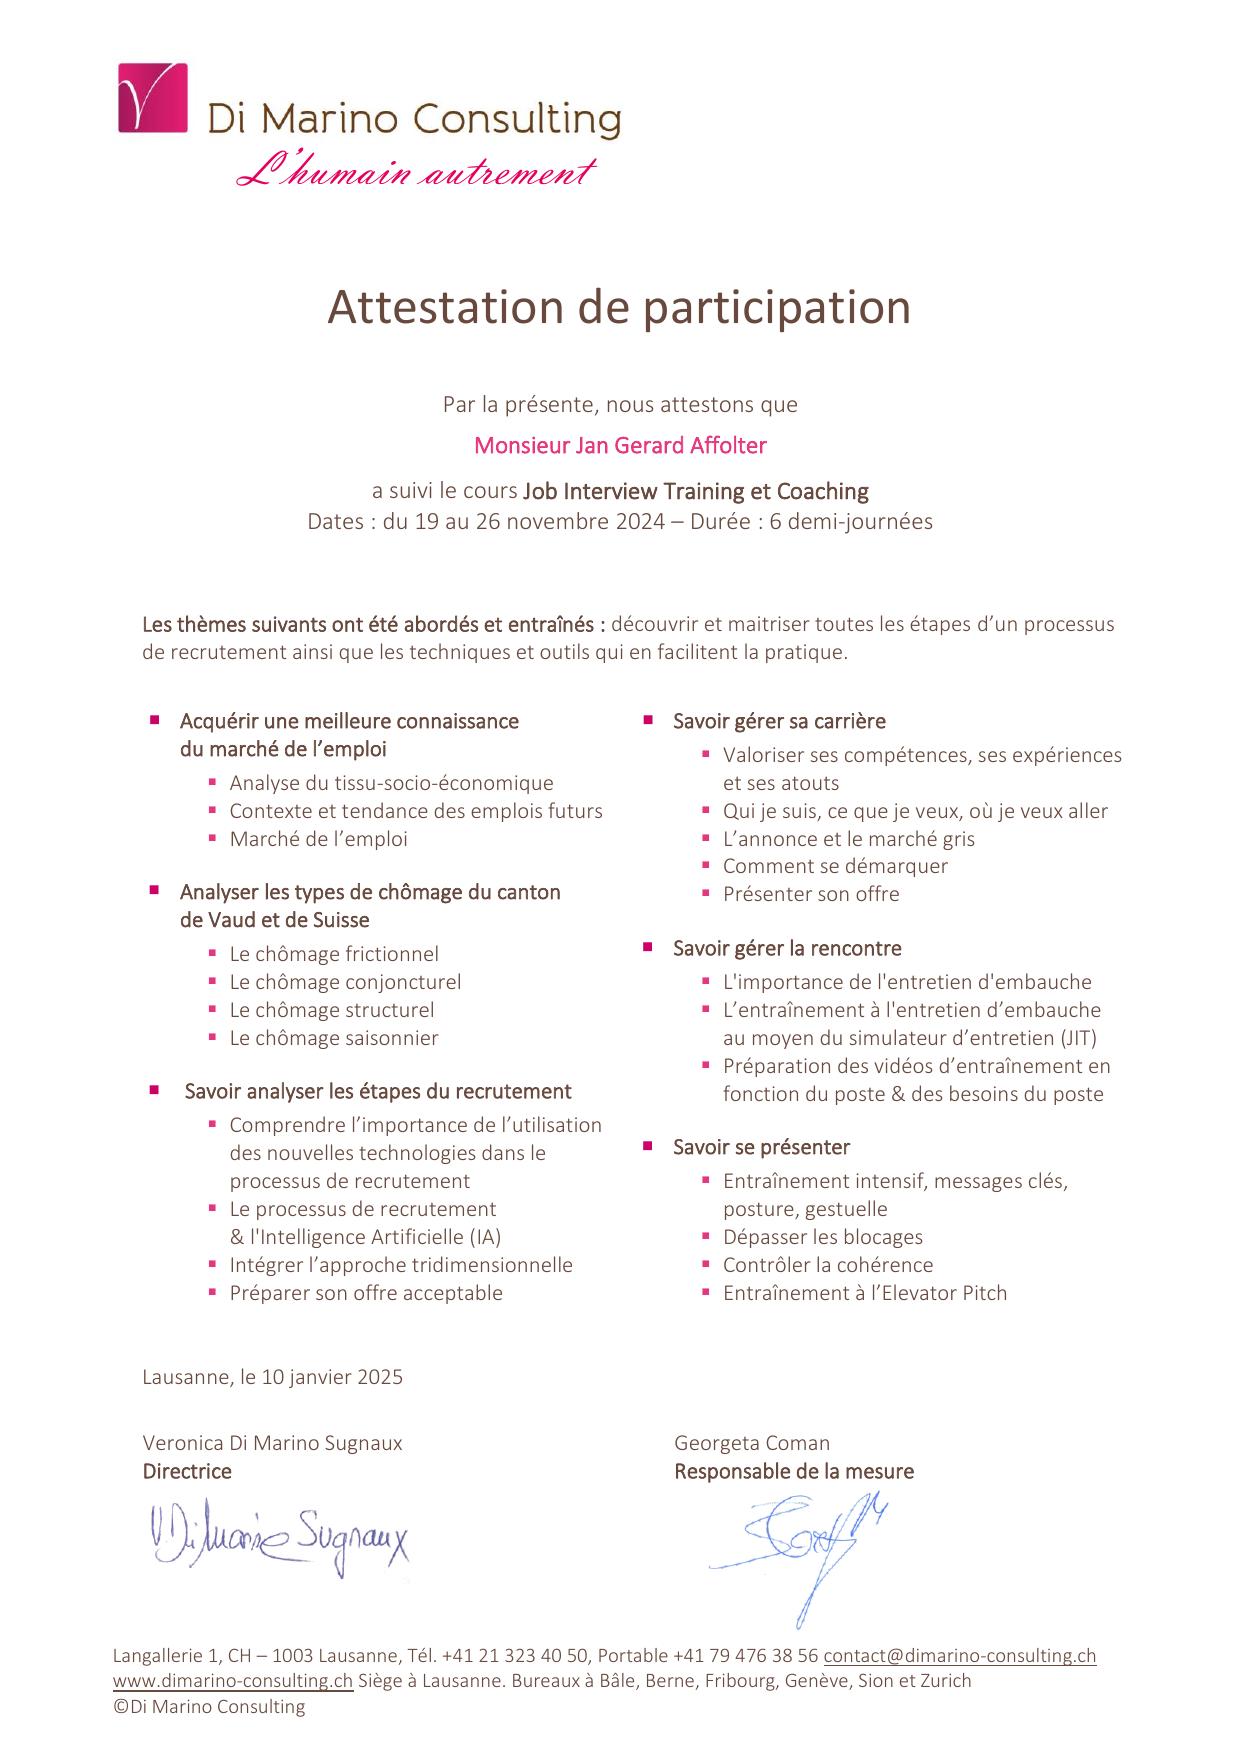 Di Marino Consulting
L'humain autrement
Attestation de participation
Par la présente, nous attestons que
Monsieur Jan Gerard Affolter
a suivi le cours Job Interview Training et Coaching
Dates : du 19 au 26 novembre 2024 – Durée : 6 demi-journées
Les thèmes suivants ont été abordés et entraînés : découvrir et maitriser toutes les étapes d’un processus
de recrutement ainsi que les techniques et outils qui en facilitent la pratique.
▪ Acquérir une meilleure connaissance
du marché de l’emploi
▪ Analyse du tissu-socio-économique
▪ Contexte et tendance des emplois futurs
▪ Marché de l’emploi
▪ Analyser les types de chômage du canton
de Vaud et de Suisse
▪ Le chômage frictionnel
▪ Le chômage conjoncturel
▪ Le chômage structurel
▪ Le chômage saisonnier
▪ Savoir analyser les étapes du recrutement
▪ Comprendre l’importance de l’utilisation
des nouvelles technologies dans le
processus de recrutement
▪ Le processus de recrutement
& l'Intelligence Artificielle (IA)
▪ Intégrer l’approche tridimensionnelle
▪ Préparer son offre acceptable
▪ Savoir gérer sa carrière
▪ Valoriser ses compétences, ses expériences
et ses atouts
▪ Qui je suis, ce que je veux, où je veux aller
▪ L’annonce et le marché gris
▪ Comment se démarquer
▪ Présenter son offre
▪ Savoir gérer la rencontre
▪ L'importance de l'entretien d'embauche
▪ L’entraînement à l'entretien d’embauche
au moyen du simulateur d’entretien (JIT)
▪ Préparation des vidéos d’entraînement en
fonction du poste & des besoins du poste
▪ Savoir se présenter
▪ Entraînement intensif, messages clés,
posture, gestuelle
▪ Dépasser les blocages
▪ Contrôler la cohérence
▪ Entraînement à l’Elevator Pitch
Lausanne, le 10 janvier 2025
Veronica Di Marino Sugnaux
Directrice
V Di Marino Sugnaux
Georgeta Coman
Responsable de la mesure
Langallerie 1, CH – 1003 Lausanne, Tél. +41 21 323 40 50, Portable +41 79 476 38 56 contact@dimarino-consulting.ch
www.dimarino-consulting.ch Siège à Lausanne. Bureaux à Bâle, Berne, Fribourg, Genève, Sion et Zurich
©Di Marino Consulting